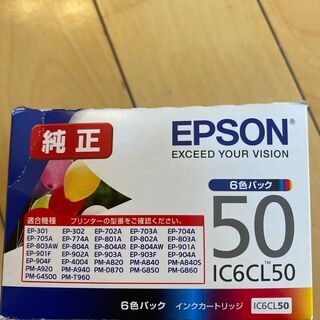 純正
EPSON™
EXCEED YOUR VISION
6色パック
50
IC6CL50
適合機種 プリンターの型番をご確認ください。
EP-301 EP-302 EP-702A EP-703A EP-704A
EP-705A EP-774A EP-801A EP-802A EP-803A
EP-803AW EP-804A EP-804AR EP-804AW EP-901A
EP-901F EP-902A EP-903A EP-903F EP-904A
EP-904F EP-4004 PM-A820 PM-A840 PM-A840S
PM-A920 PM-A940 PM-D870 PM-G850 PM-G860
PM-G4500 PM-T960
6色パック インクカートリッジ IC6CL50